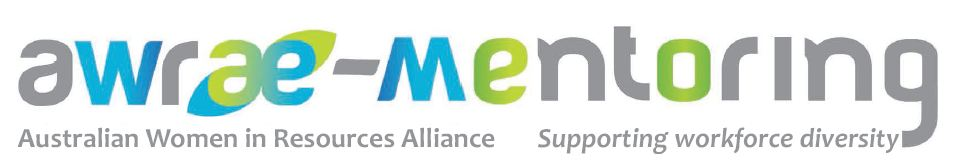 awrae-mentoring
Australian Women in Resources Alliance Supporting workforce diversity